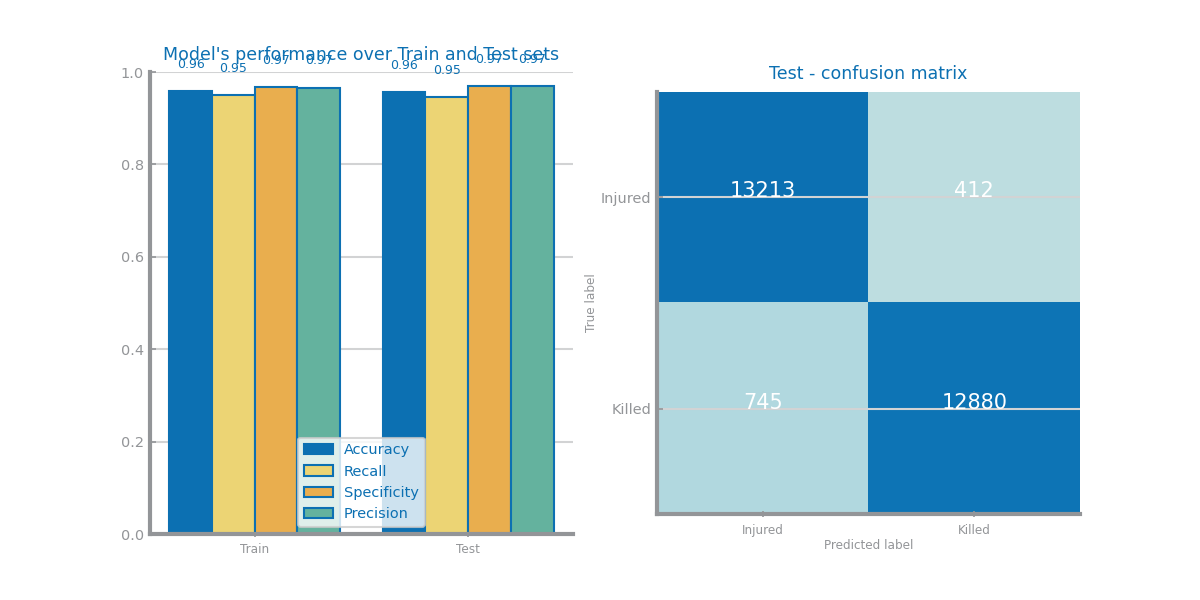 Model's performance over Train and Test sets
0.96
0.95
0.97
0.97
0.96
0.95
0.97
0.97
1.0
0.8
0.6
0.4
0.2
0.0
Accuracy
Recall
Specificity
Precision
Train
Test
Test - confusion matrix
True label
Injured
13213
412
Killed
745
12880
Injured
Killed
Predicted label